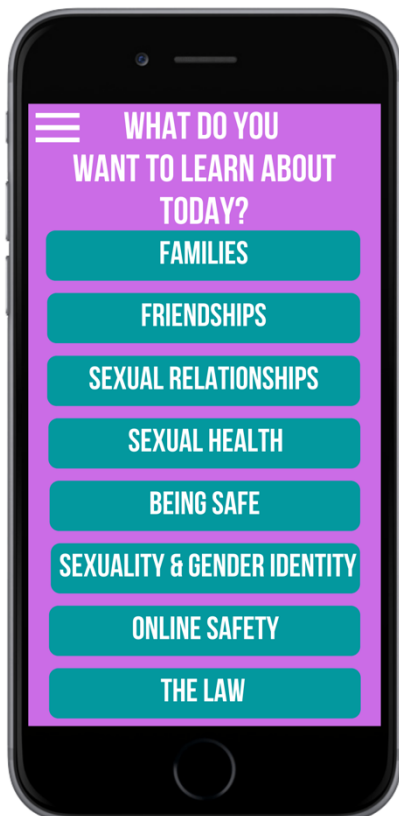 WHAT DO YOU
WANT TO LEARN ABOUT
TODAY?
FAMILIES
FRIENDSHIPS
SEXUAL RELATIONSHIPS
SEXUAL HEALTH
BEING SAFE
SEXUALITY & GENDER IDENTITY
ONLINE SAFETY
THE LAW